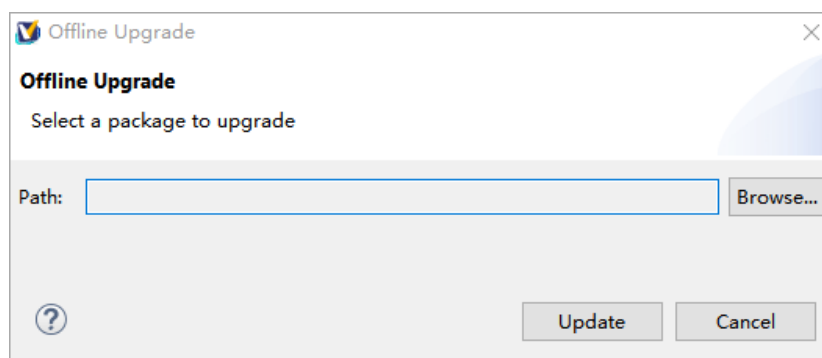 Offline Upgrade
Offline Upgrade
Select a package to upgrade
Path: Browse...
Update Cancel